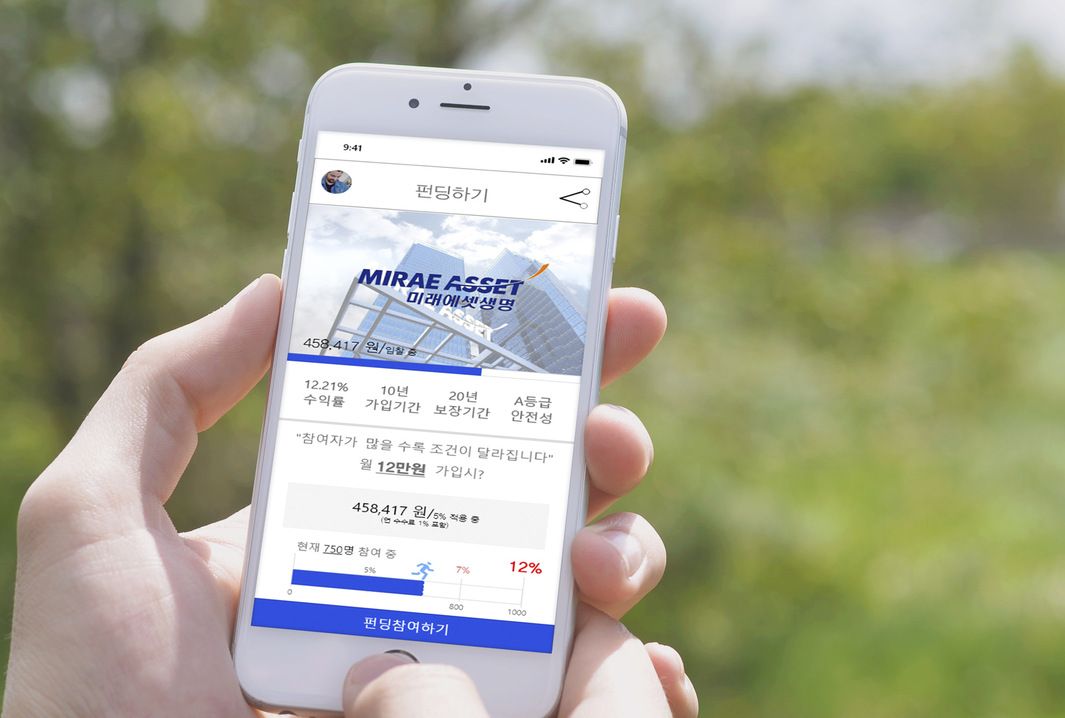 9:41
펀딩하기
MIRAE ASSET
미래에셋생명
458,417 원/입찰 중
12.21% 10년 20년 A등급
수익률 가입기간 보장기간 안전성
"참여자가 많을 수록 조건이 달라집니다"
월 12만원 가입시?
458,417 원/5% 적용 중
(연 수수료 1% 포함)
현재 750명 참여 중
5% 7% 12%
0 800 1000
펀딩참여하기